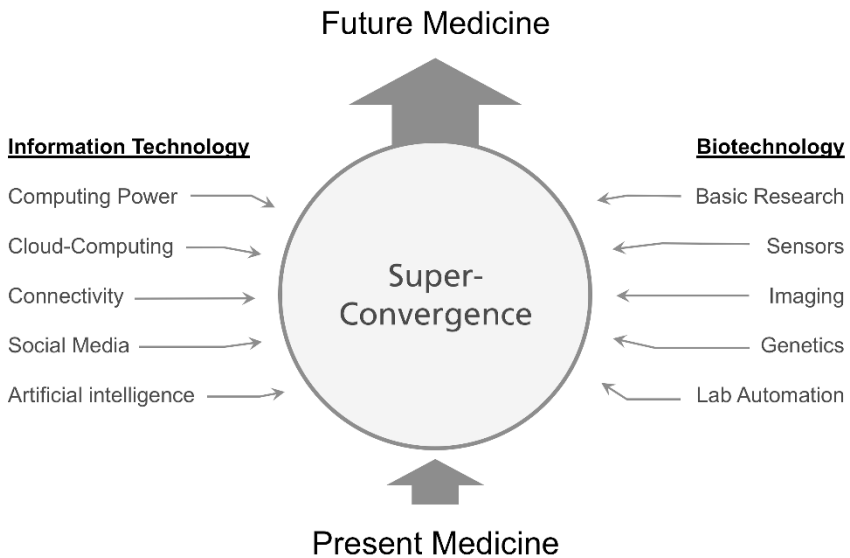 Future Medicine
Information Technology
Computing Power
Cloud-Computing
Connectivity
Social Media
Artificial intelligence
Super-
Convergence
Biotechnology
Basic Research
Sensors
Imaging
Genetics
Lab Automation
Present Medicine